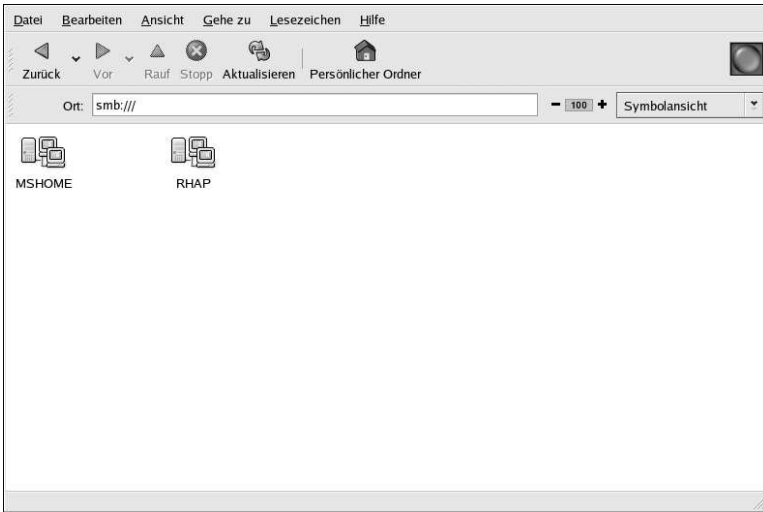 Datei Bearbeiten Ansicht Gehe zu Lesezeichen Hilfe
Zurück Vor Rauf Stopp Aktualisieren Persönlicher Ordner
Ort: smb:/// 100 Symbolansicht
MSHOME RHAP